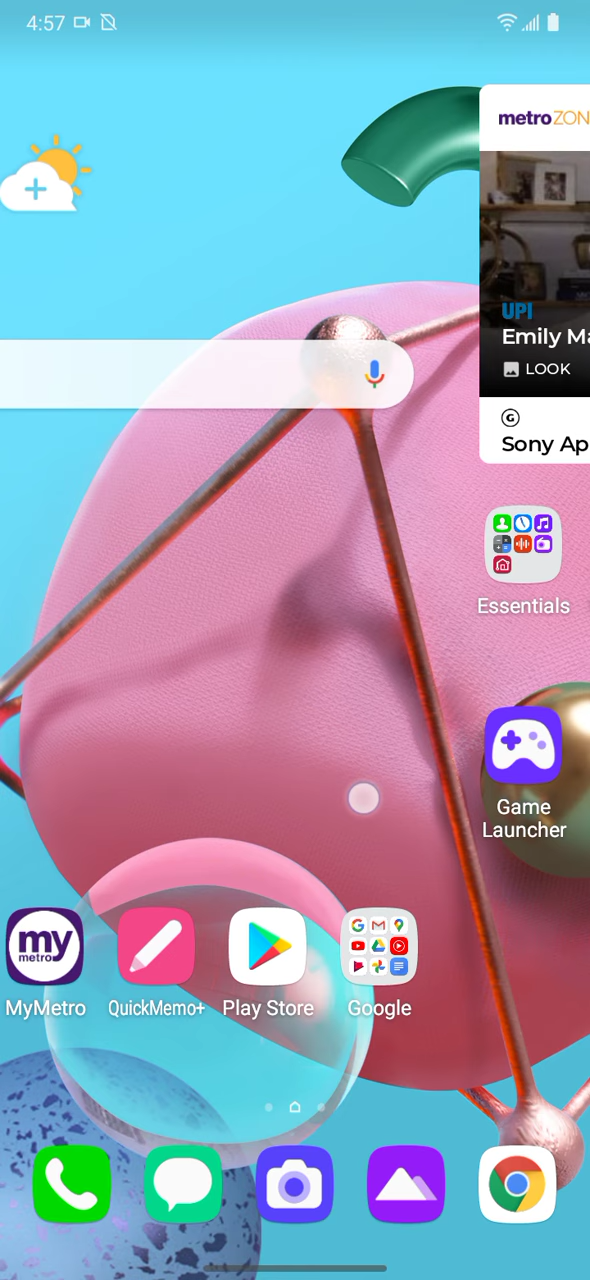 4:57
metroZON
UPI
Emily Ma
LOOK
G
Sony Ap
Essentials
Game
Launcher
my
metro
MyMetro
QuickMemo+
Play Store
Google